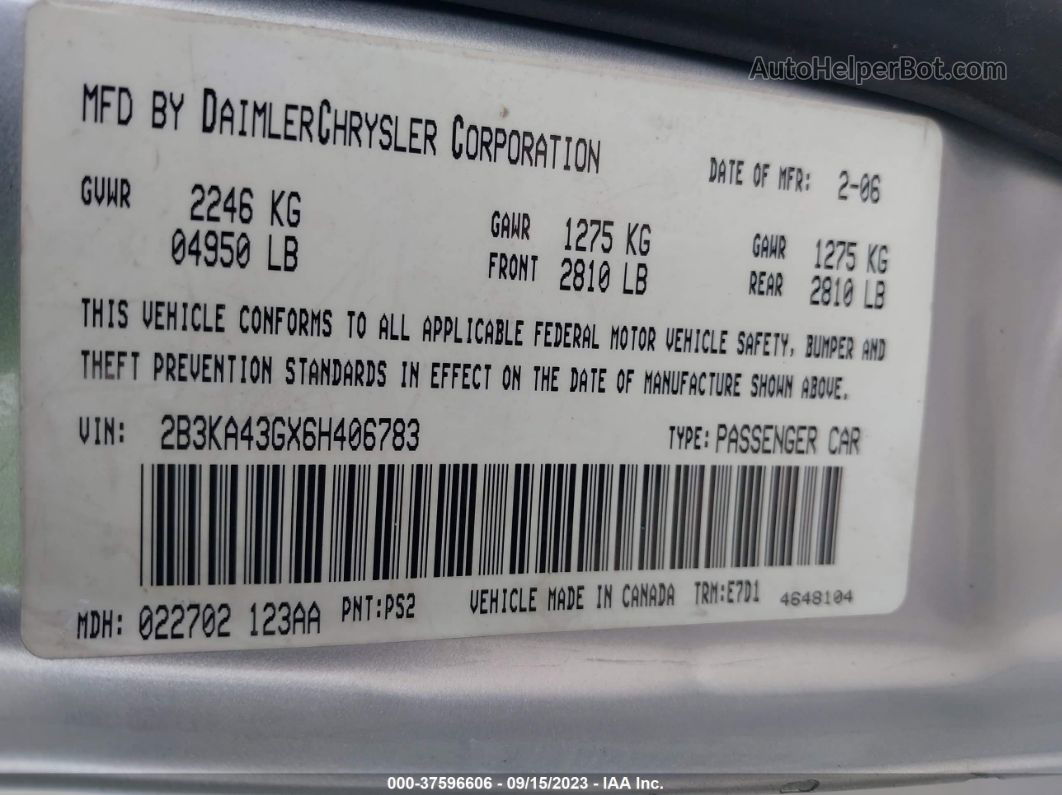 AutoHelperBot.com
MFD BY DAIMLERCHRYSLER CORPORATION
DATE OF MFR: 2-06
GVWR 2246 KG
04950 LB
GAWR 1275 KG
FRONT 2810 LB
GAWR 1275 KG
REAR 2810 LB
THIS VEHICLE CONFORMS TO ALL APPLICABLE FEDERAL MOTOR VEHICLE SAFETY, BUMPER AND
THEFT PREVENTION STANDARDS IN EFFECT ON THE DATE OF MANUFACTURE SHOWN ABOVE.
VIN: 2B3KA43GX6H406783 TYPE: PASSENGER CAR
MDH: 022702 123AA PNT:PS2 VEHICLE MADE IN CANADA TRM:E7D1 4648104
000-37596606 - 09/15/2023 - IAA Inc.